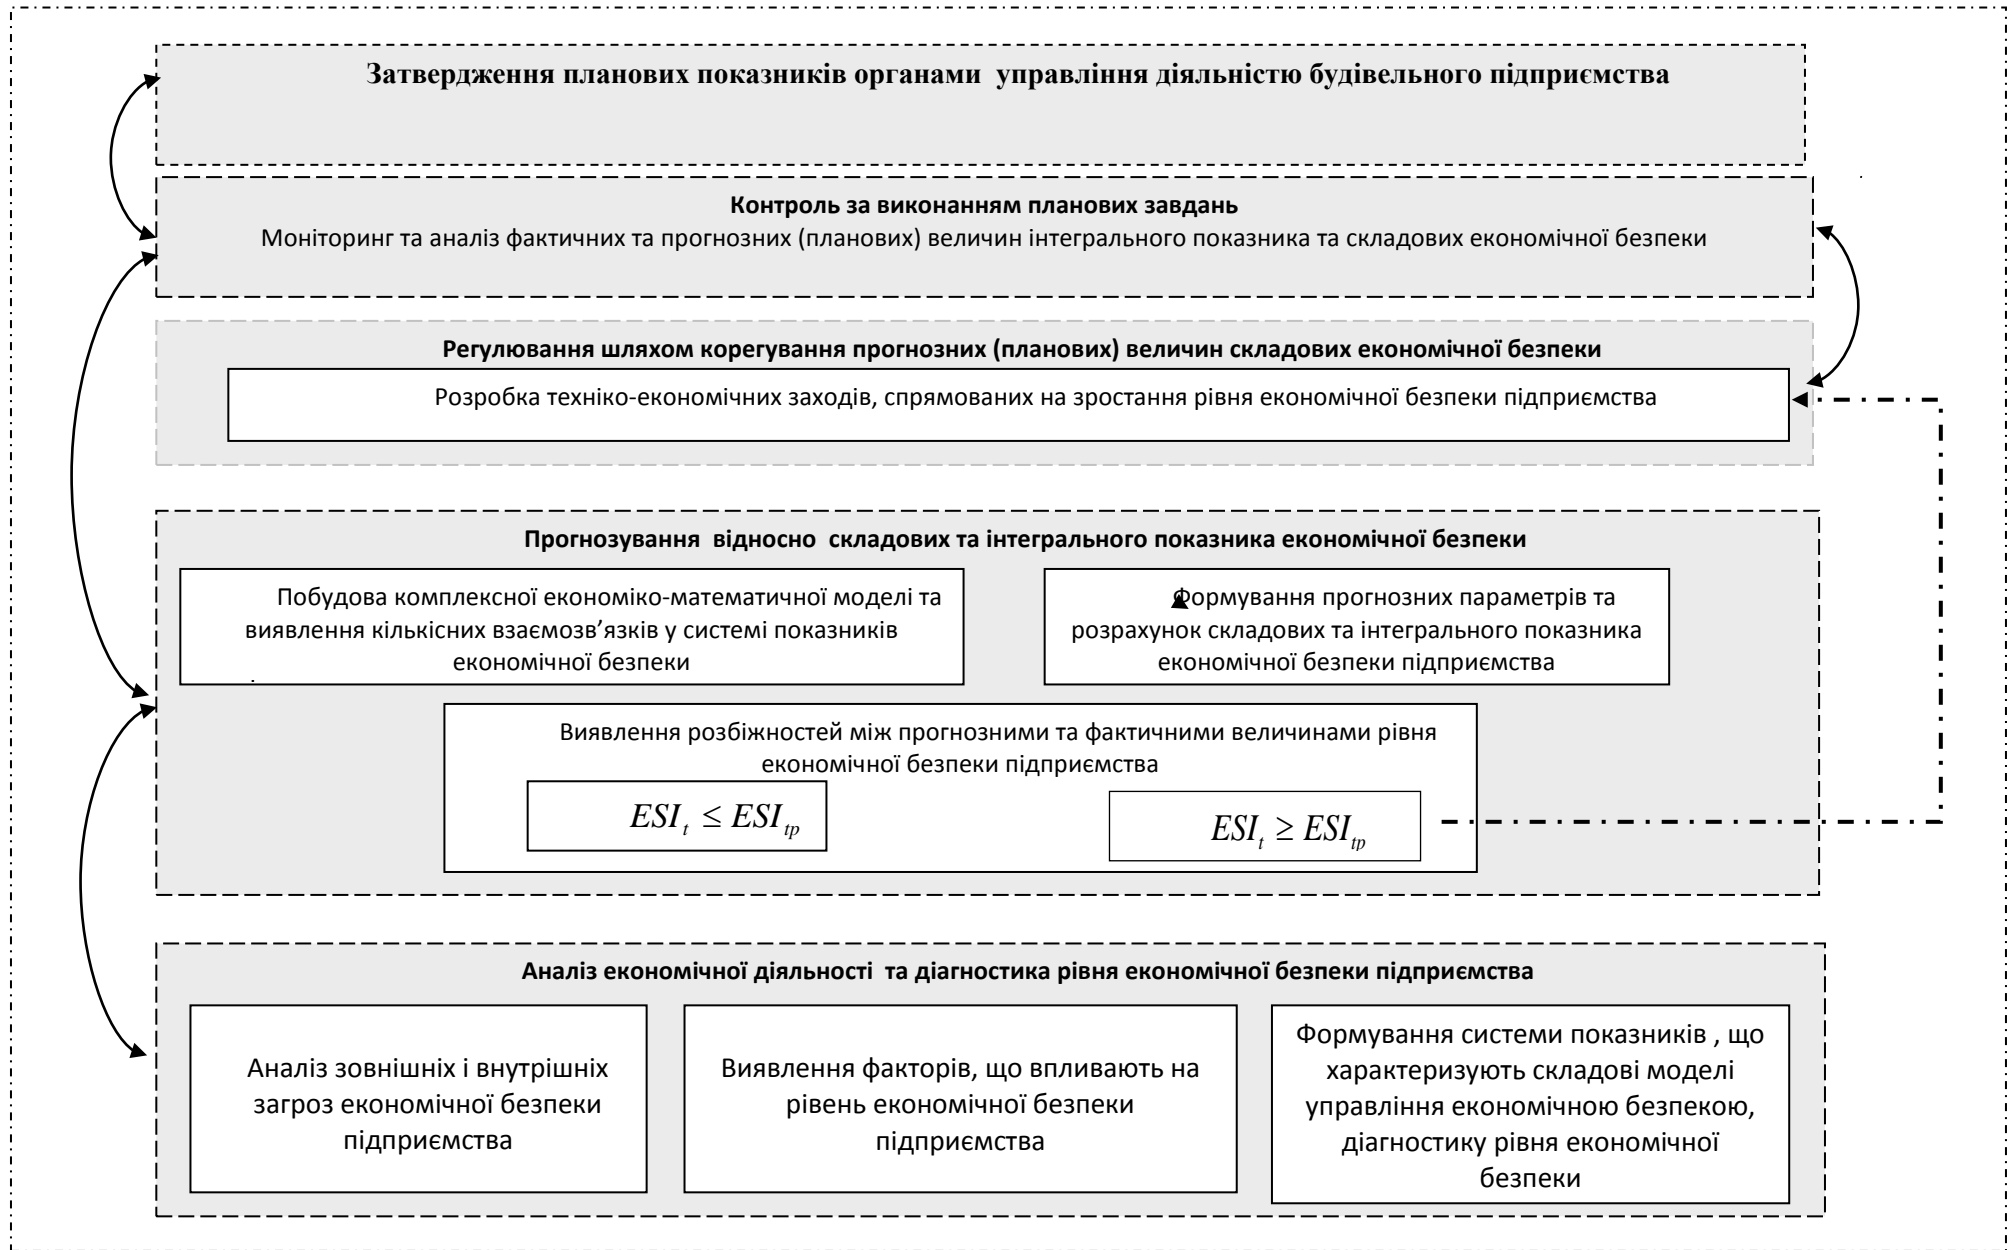 Затвердження планових показників органами управління діяльністю будівельного підприємства
Контроль за виконанням планових завдань
Моніторинг та аналіз фактичних та прогнозних (планових) величин інтегрального показника та складових економічної безпеки
Регулювання шляхом корегування прогнозних (планових) величин складових економічної безпеки
Розробка техніко-економічних заходів, спрямованих на зростання рівня економічної безпеки підприємства
Прогнозування відносно складових та інтегрального показника економічної безпеки
Побудова комплексної економіко-математичної моделі та
виявлення кількісних взаємозв’язків у системі показників
економічної безпеки
Формування прогнозних параметрів та
розрахунок складових та інтегрального показника
економічної безпеки підприємства
Виявлення розбіжностей між прогнозними та фактичними величинами рівня
економічної безпеки підприємства
ESI_t ≤ ESI_tp
ESI_t ≥ ESI_tp
Аналіз економічної діяльності та діагностика рівня економічної безпеки підприємства
Аналіз зовнішніх і внутрішніх
загроз економічної безпеки
підприємства
Виявлення факторів, що впливають на
рівень економічної безпеки
підприємства
Формування системи показників , що
характеризують складові моделі
управління економічною безпекою,
діагностику рівня економічної
безпеки